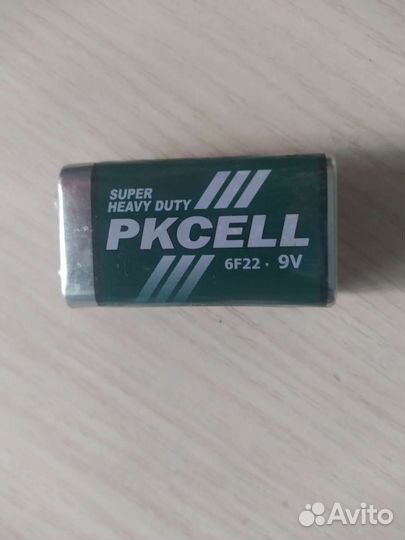 SUPER
HEAVY DUTY
PKCELL
6F22 · 9V
Avito